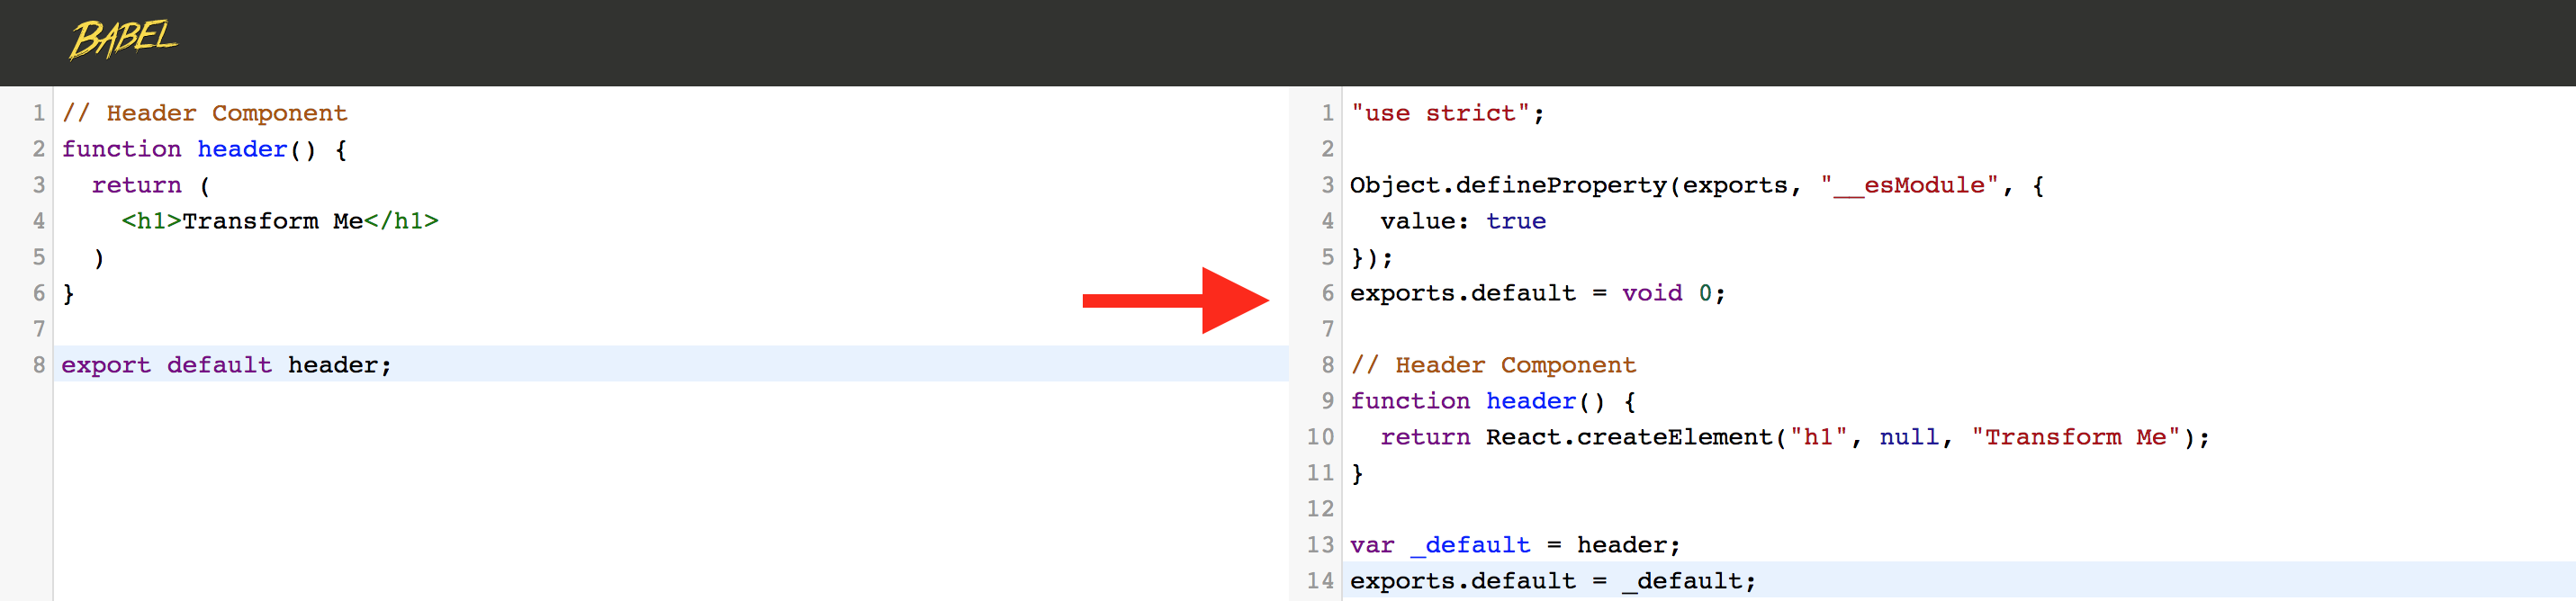 BABEL
1 // Header Component
2 function header() {
3   return (
4     <h1>Transform Me</h1>
5   )
6 }
7
8 export default header;
1 "use strict";
2
3 Object.defineProperty(exports, "__esModule", {
4   value: true
5 });
6 exports.default = void 0;
7
8 // Header Component
9 function header() {
10   return React.createElement("h1", null, "Transform Me");
11 }
12
13 var _default = header;
14 exports.default = _default;